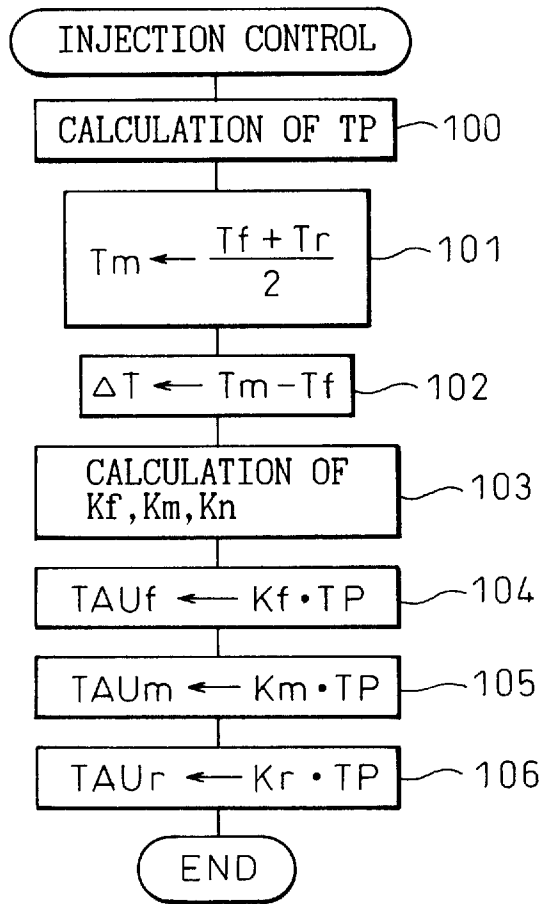 INJECTION CONTROL
CALCULATION OF TP
100
Tm ← Tf + Tr
2
101
ΔT ← Tm - Tf
102
CALCULATION OF
Kf, Km, Kn
103
TAUf ← Kf • TP
104
TAUm ← Km • TP
105
TAUr ← Kr • TP
106
END